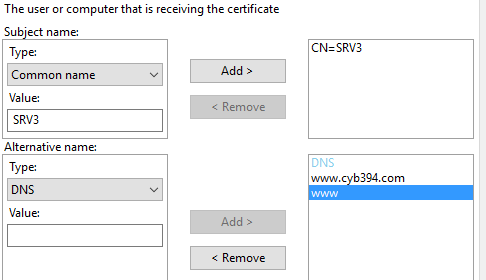 The user or computer that is receiving the certificate
Subject name:
Type:
Common name
Add >
CN=SRV3
Value:
< Remove
SRV3
Alternative name:
Type:
DNS
DNS
www.cyb394.com
www
Value:
Add >
< Remove